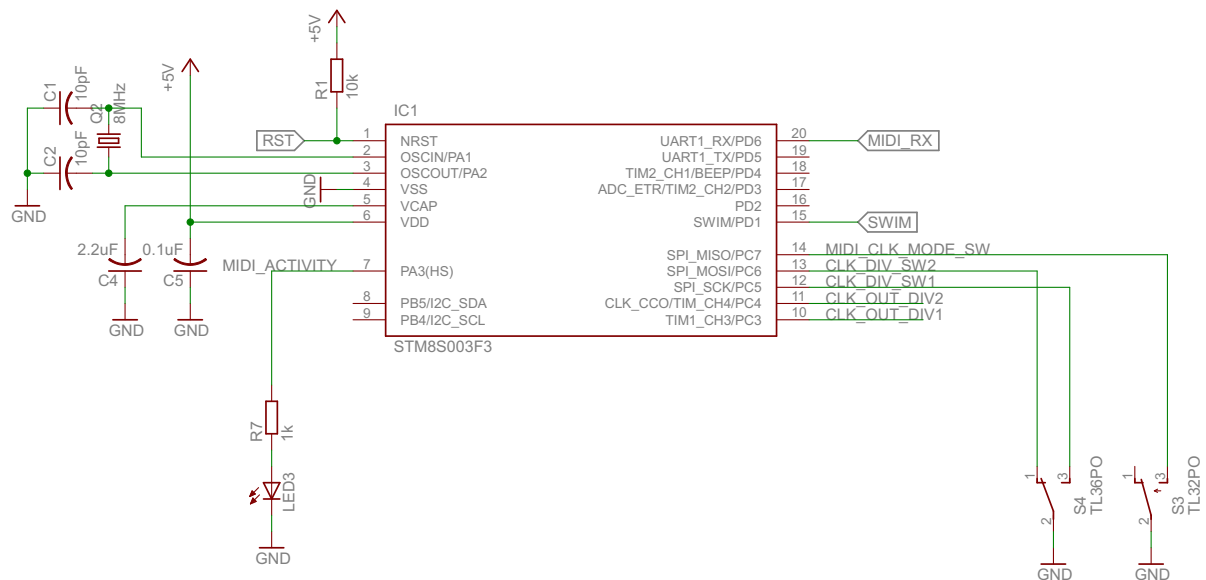 +5V
R1
10k
+5V
C1
10pF
Q2
8MHz
C2
10pF
GND
RST
GND
IC1
1 NRST
2 OSCIN/PA1
3 OSCOUT/PA2
4 VSS
5 VCAP
6 VDD
7 PA3(HS)
8 PB5/I2C_SDA
9 PB4/I2C_SCL
UART1_RX/PD6 20 MIDI_RX
UART1_TX/PD5 19
TIM2_CH1/BEEP/PD4 18
ADC_ETR/TIM2_CH2/PD3 17
PD2 16
SWIM/PD1 15 SWIM
SPI_MISO/PC7 14 MIDI_CLK_MODE_SW
SPI_MOSI/PC6 13 CLK_DIV_SW2
SPI_SCK/PC5 12 CLK_DIV_SW1
CLK_CCO/TIM_CH4/PC4 11 CLK_OUT_DIV2
TIM1_CH3/PC3 10 CLK_OUT_DIV1
STM8S003F3
2.2uF
C4
GND
0.1uF
C5
GND
MIDI_ACTIVITY
R7
1k
LED3
GND
1 3
2
S4
TL36PO
GND
1 3
2
S3
TL32PO
GND